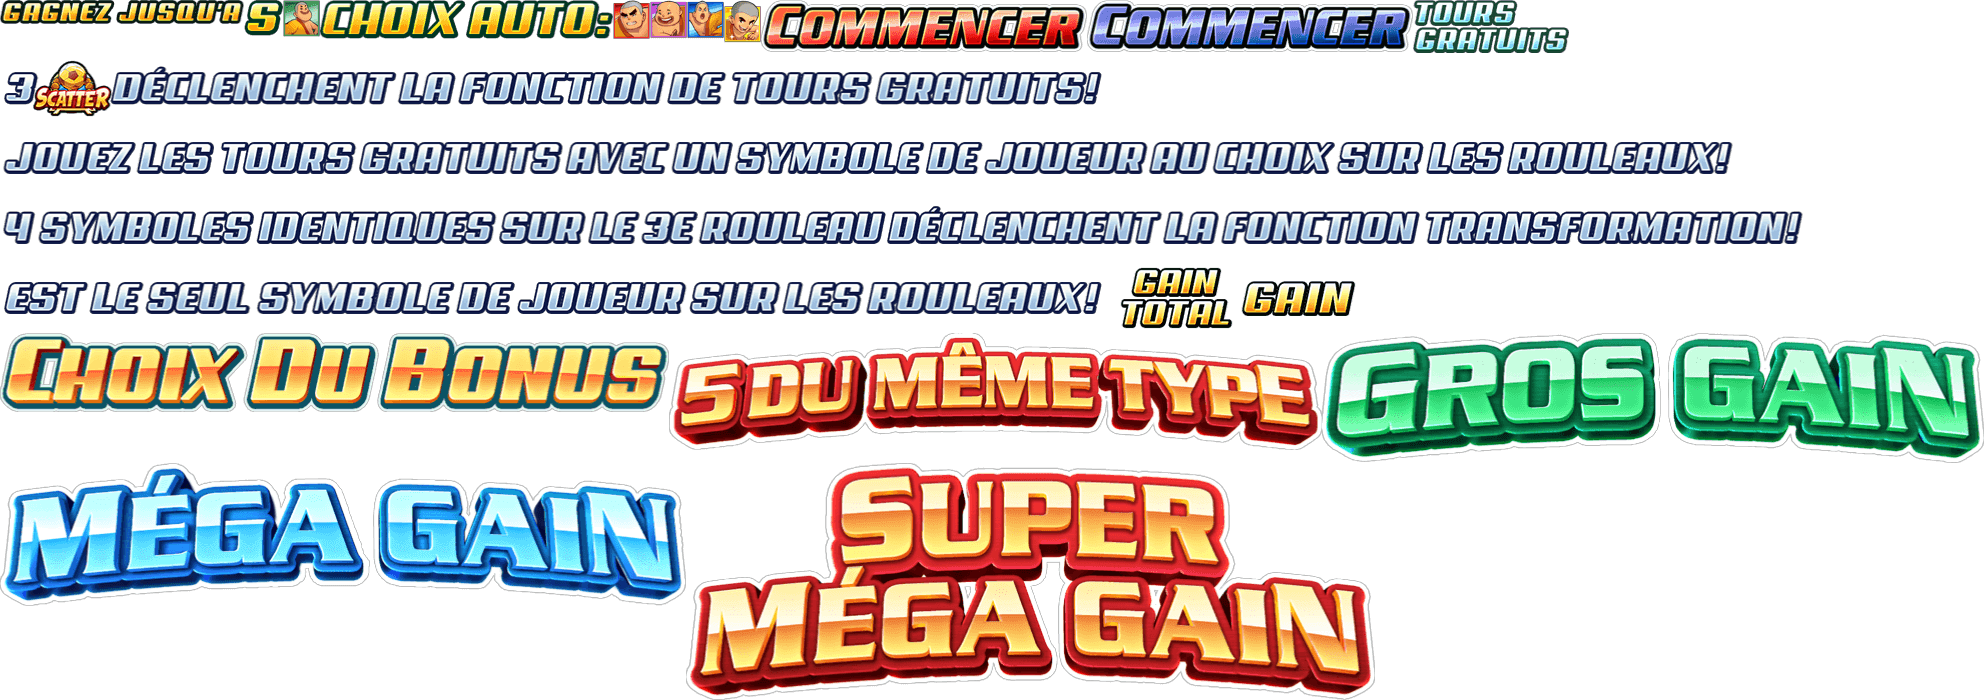 GAGNEZ JUSQU'A S CHOIX AUTO: COMMENCER COMMENCER TOURS GRATUITS
3 SCATTER DÉCLENCHENT LA FONCTION DE TOURS GRATUITS!
JOUEZ LES TOURS GRATUITS AVEC UN SYMBOLE DE JOUEUR AU CHOIX SUR LES ROULEAUX!
4 SYMBOLES IDENTIQUES SUR LE 3E ROULEAU DÉCLENCHENT LA FONCTION TRANSFORMATION!
EST LE SEUL SYMBOLE DE JOUEUR SUR LES ROULEAUX! GAIN TOTAL GAIN
CHOIX DU BONUS 5 DU MÊME TYPE GROS GAIN
MÉGA GAIN
SUPER
MÉGA GAIN